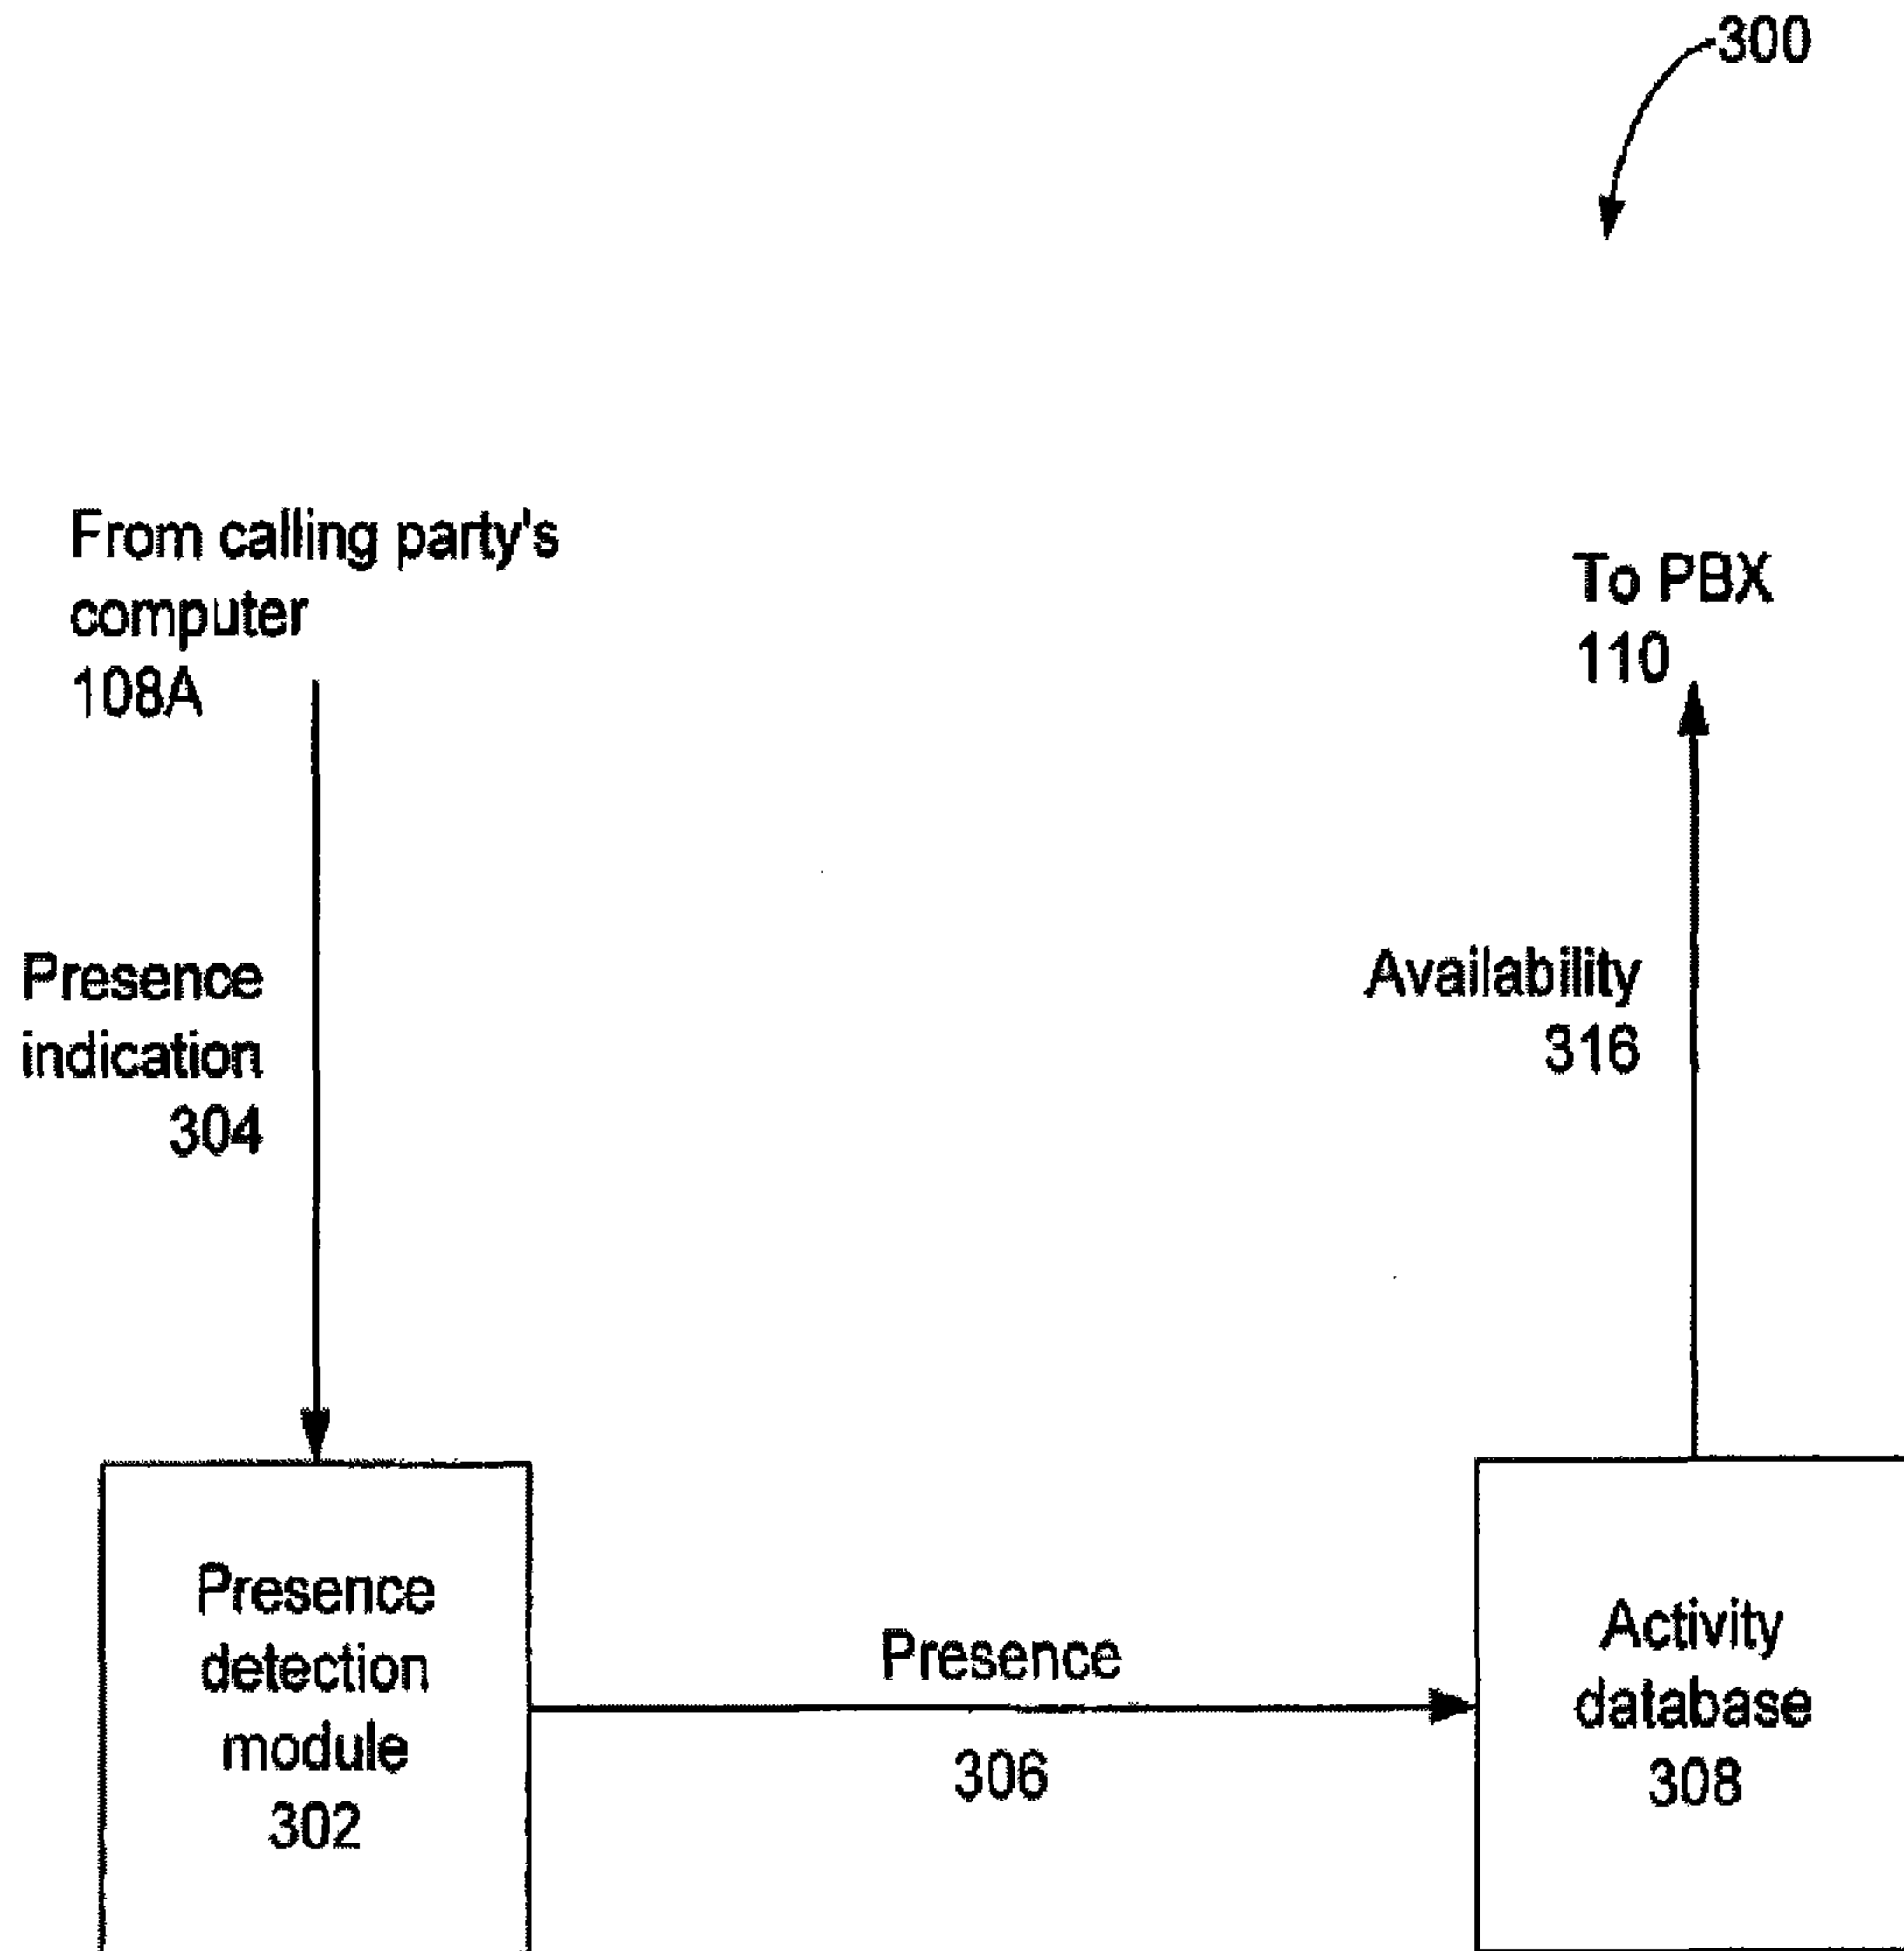 300
From calling party's
computer
108A
To PBX
110
Presence
indication
304
Availability
316
Presence
detection
module
302
Presence
306
Activity
database
308